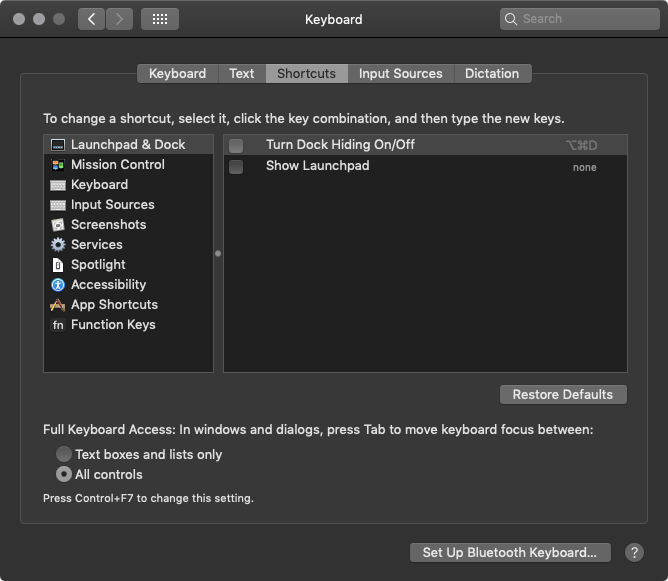 Keyboard
Search
Keyboard Text Shortcuts Input Sources Dictation
To change a shortcut, select it, click the key combination, and then type the new keys.
Launchpad & Dock
Mission Control
Keyboard
Input Sources
Screenshots
Services
Spotlight
Accessibility
App Shortcuts
fn Function Keys
Turn Dock Hiding On/Off ⌥⌘D
Show Launchpad none
Restore Defaults
Full Keyboard Access: In windows and dialogs, press Tab to move keyboard focus between:
Text boxes and lists only
All controls
Press Control+F7 to change this setting.
Set Up Bluetooth Keyboard... ?